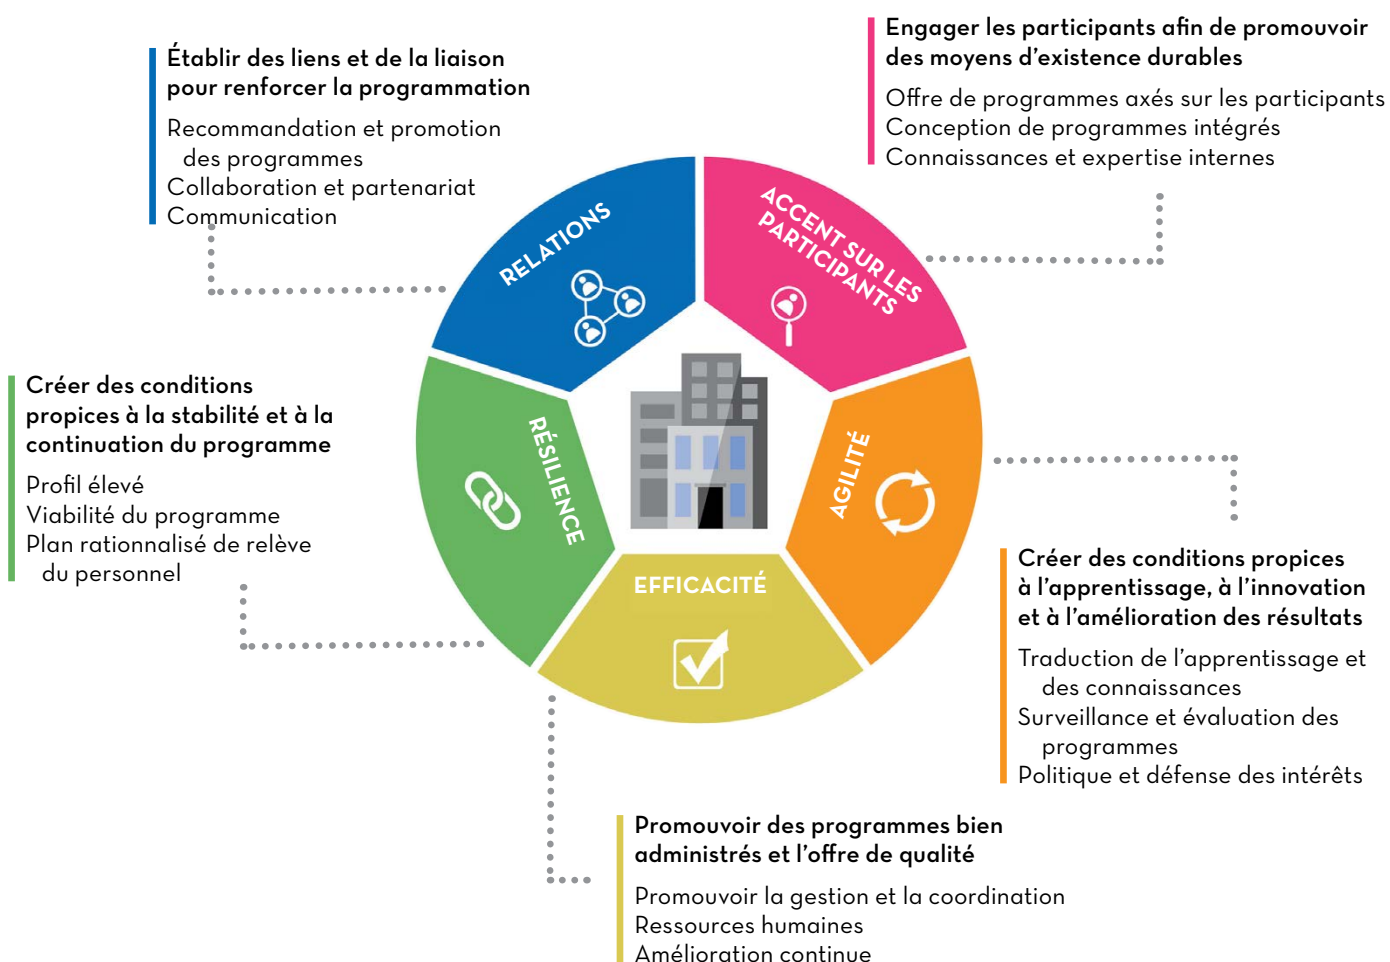 Établir des liens et de la liaison
pour renforcer la programmation
Recommandation et promotion
des programmes
Collaboration et partenariat
Communication
Engager les participants afin de promouvoir
des moyens d'existence durables
Offre de programmes axés sur les participants
Conception de programmes intégrés
Connaissances et expertise internes
RELATIONS
ACCENT SUR LES
PARTICIPANTS
Créer des conditions
propices à la stabilité et à la
continuation du programme
Profil élevé
Viabilité du programme
Plan rationnalisé de relève
du personnel
RÉSILIENCE
AGILITÉ
EFFICACITÉ
Créer des conditions propices
à l'apprentissage, à l'innovation
et à l'amélioration des résultats
Traduction de l'apprentissage et
des connaissances
Surveillance et évaluation des
programmes
Politique et défense des intérêts
Promouvoir des programmes bien
administrés et l'offre de qualité
Promouvoir la gestion et la coordination
Ressources humaines
Amélioration continue